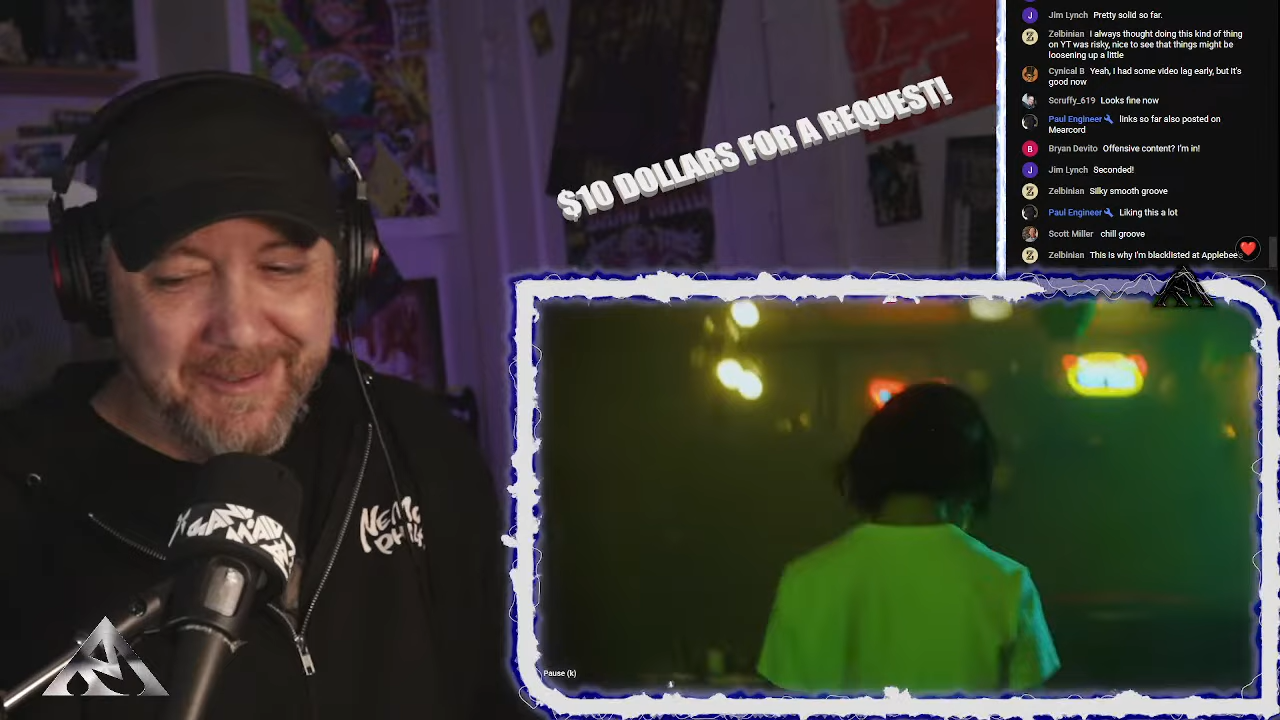 Jim Lynch Pretty solid so far.
Zelbinian I always thought doing this kind of thing
on YT was risky, nice to see that things might be
loosening up a little
Cynical B Yeah, I had some video lag early, but it's
good now
Scruffy_619 Looks fine now
Paul Engineer links so far also posted on
Mearcord
Bryan Devito Offensive content? I'm in!
Jim Lynch Seconded!
Zelbinian Silky smooth groove
Paul Engineer Liking this a lot
Scott Miller chill groove
Zelbinian This is why I'm blacklisted at Applebee
$10 DOLLARS FOR A REQUEST!
BAND
MAID
Pause (k)